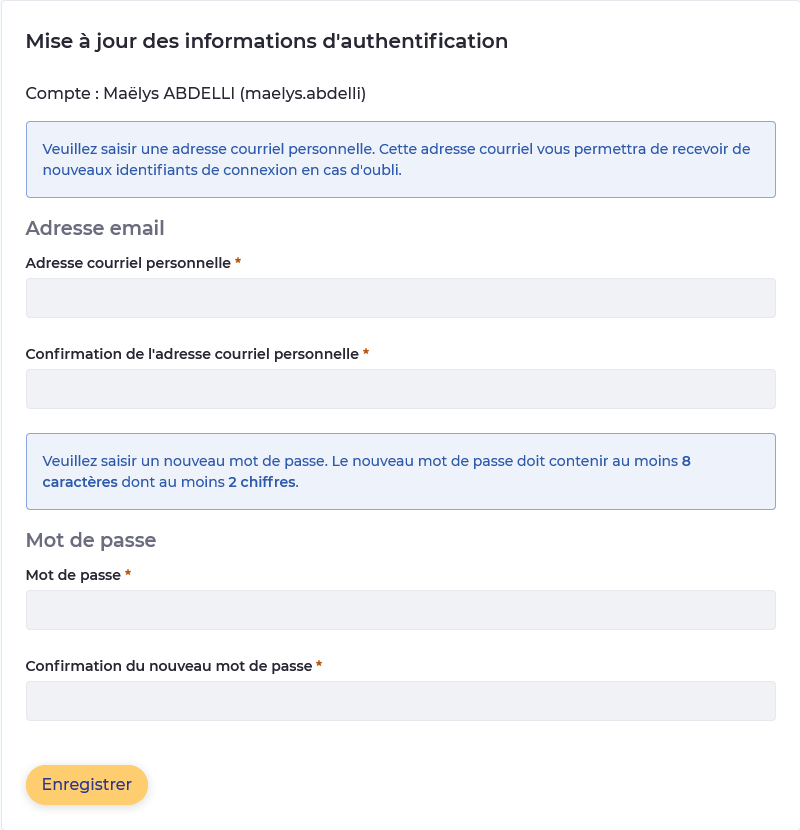 Mise à jour des informations d'authentification
Compte : Maëlys ABDELLI (maelys.abdelli)
Veuillez saisir une adresse courriel personnelle. Cette adresse courriel vous permettra de recevoir de
nouveaux identifiants de connexion en cas d'oubli.
Adresse email
Adresse courriel personnelle *
Confirmation de l'adresse courriel personnelle *
Veuillez saisir un nouveau mot de passe. Le nouveau mot de passe doit contenir au moins 8
caractères dont au moins 2 chiffres.
Mot de passe
Mot de passe *
Confirmation du nouveau mot de passe *
Enregistrer